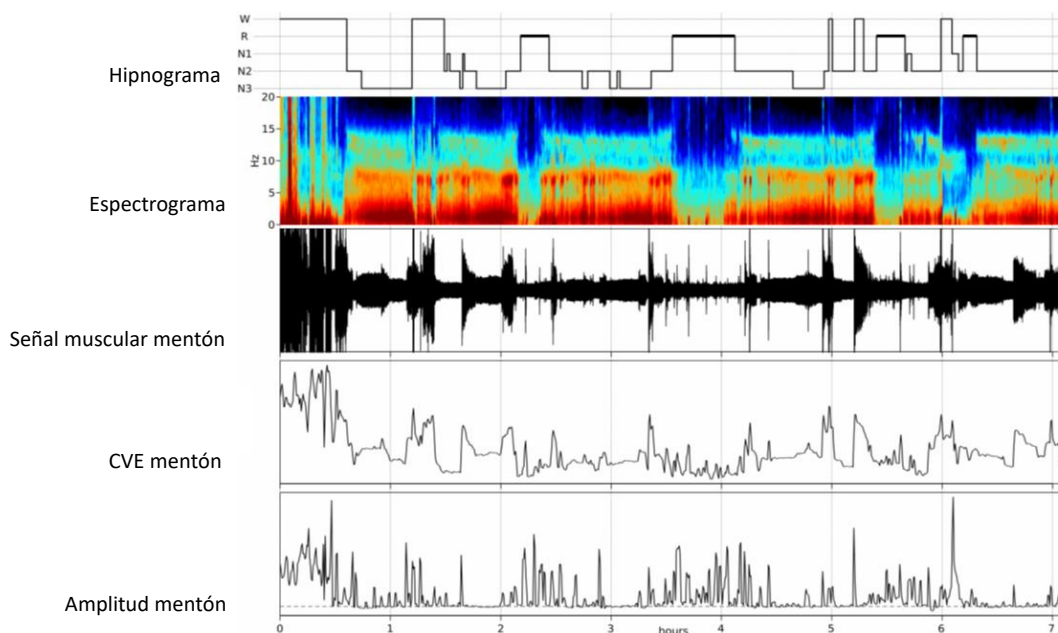 Hipnograma
W
R
N1
N2
N3
Espectrograma
20
15
10
5
0
Hz
Señal muscular mentón
CVE mentón
Amplitud mentón
0 1 2 3 4 5 6 7
hours